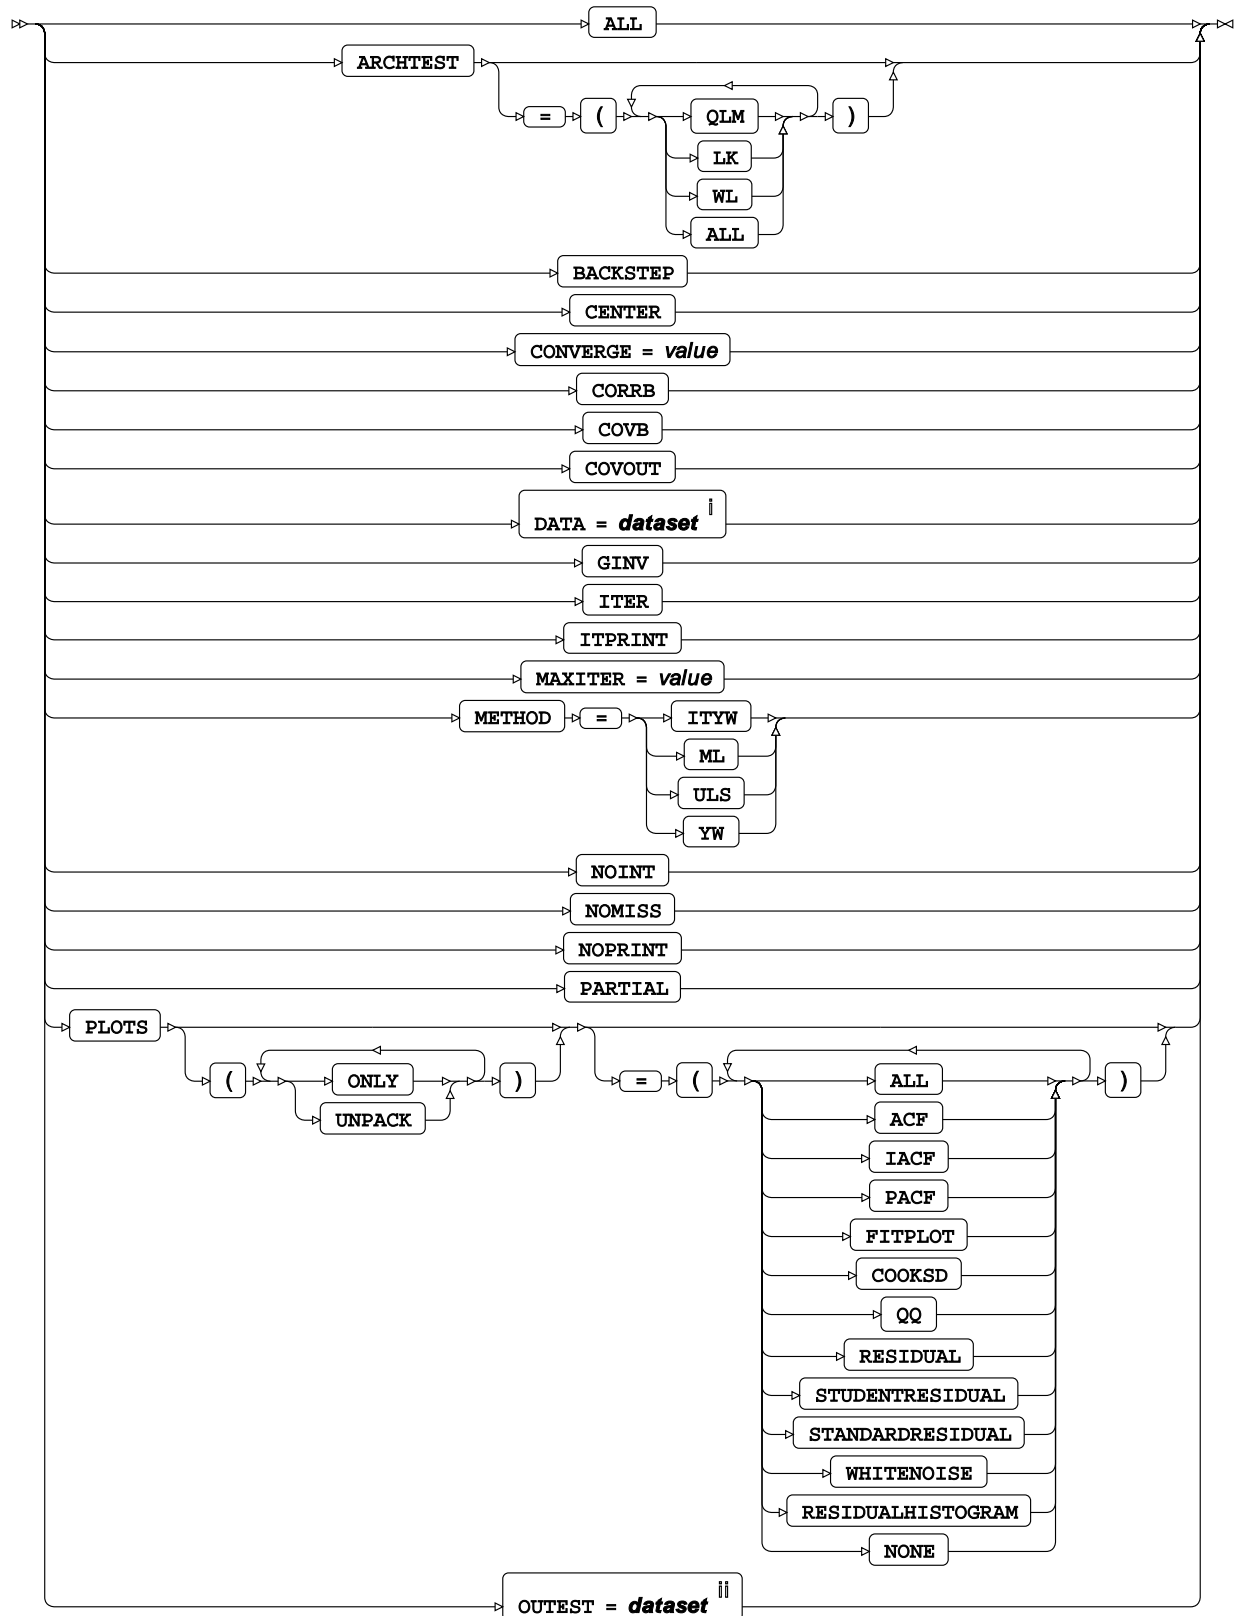 ALL
ARCHTEST
= ( QLM )
LK
WL
ALL
BACKSTEP
CENTER
CONVERGE = value
CORRB
COVB
COVOUT
DATA = dataset i
GINV
ITER
ITPRINT
MAXITER = value
METHOD = ITYW
ML
ULS
YW
NOINT
NOMISS
NOPRINT
PARTIAL
PLOTS
( ONLY ) = ( ALL )
UNPACK ACF
IACF
PACF
FITPLOT
COOKSD
QQ
RESIDUAL
STUDENTRESIDUAL
STANDARDRESIDUAL
WHITENOISE
RESIDUALHISTOGRAM
NONE
OUTEST = dataset ii